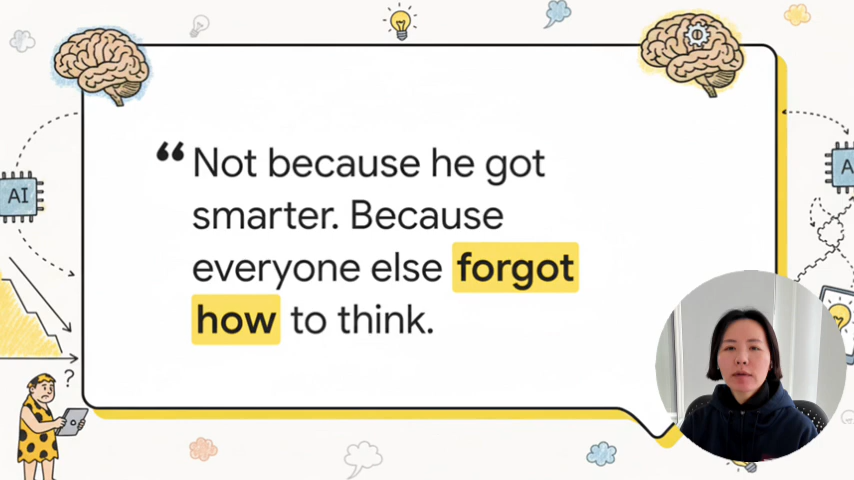 “Not because he got
smarter. Because
everyone else forgot
how to think.
AI
A
?